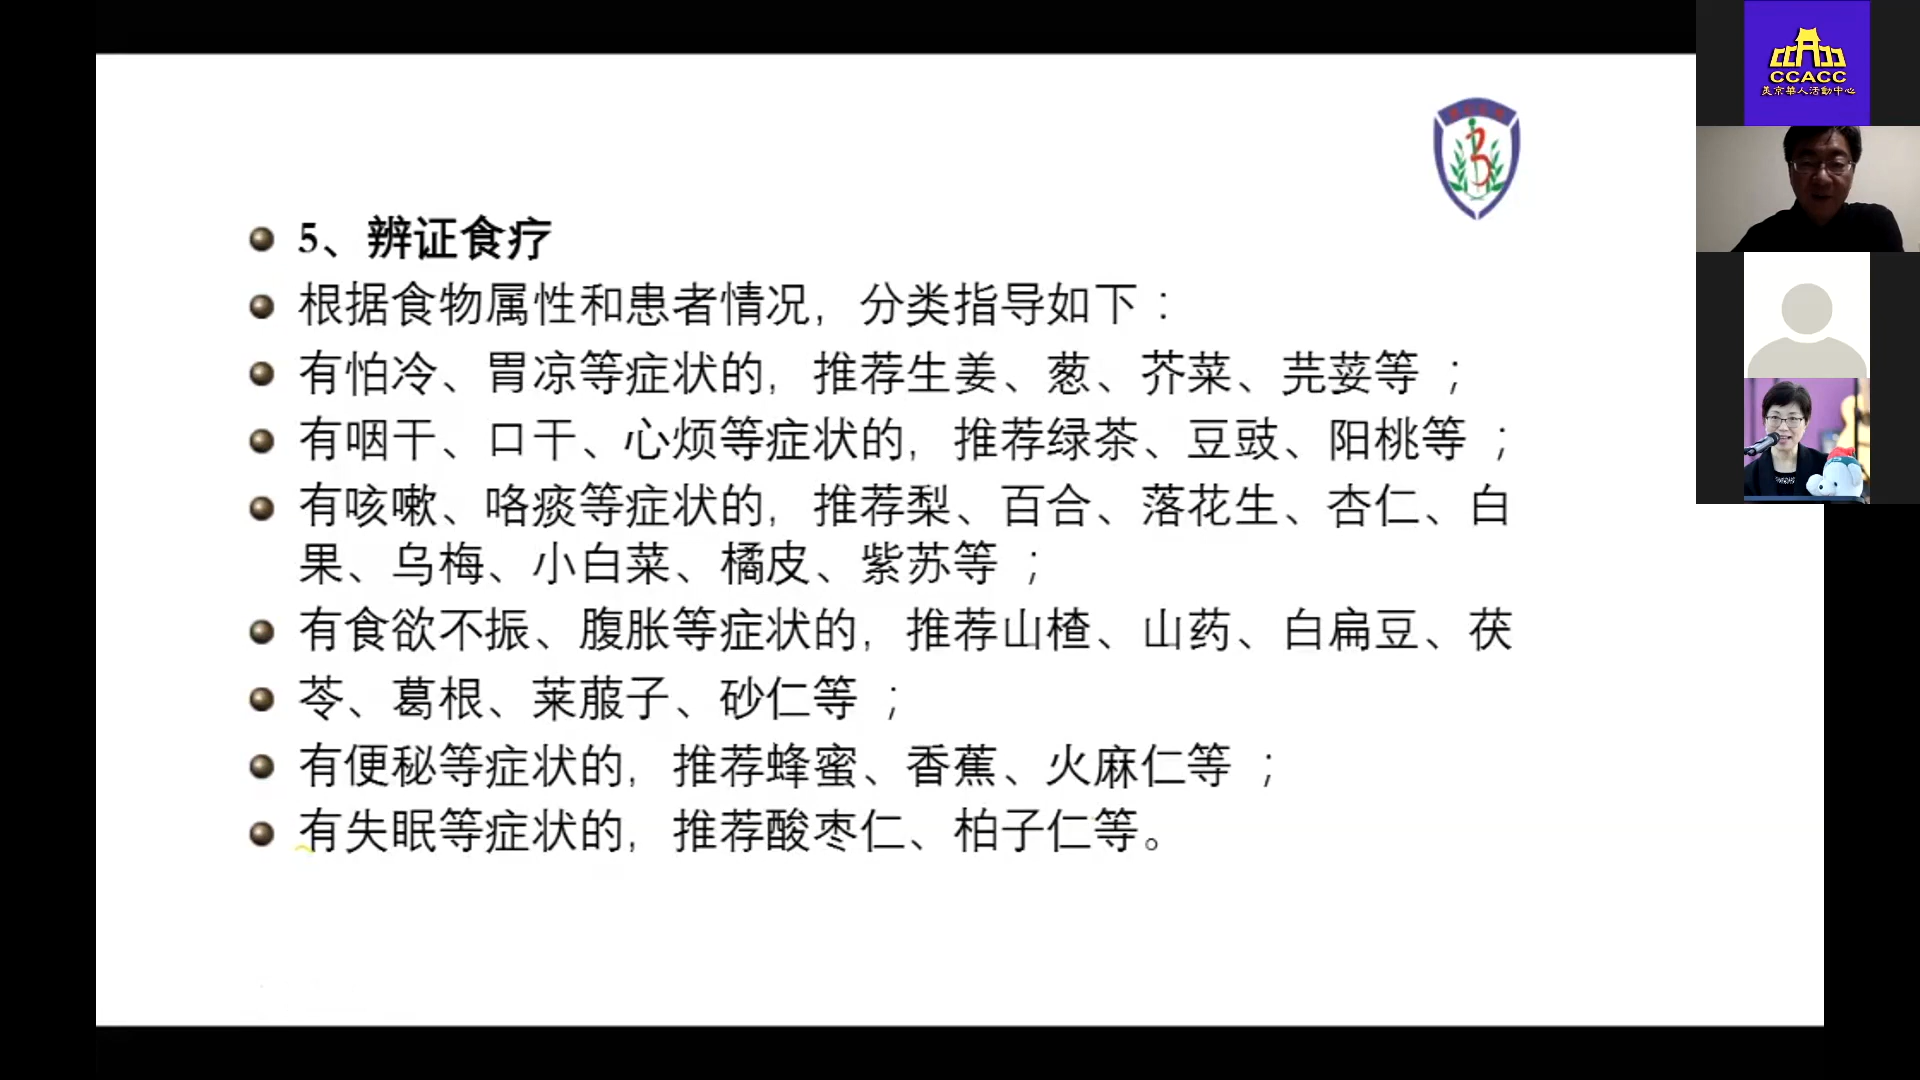 5、辨证食疗
根据食物属性和患者情况，分类指导如下：
有怕冷、胃凉等症状的，推荐生姜、葱、芥菜、芫荽等；
有咽干、口干、心烦等症状的，推荐绿茶、豆豉、阳桃等；
有咳嗽、咯痰等症状的，推荐梨、百合、落花生、杏仁、白
果、乌梅、小白菜、橘皮、紫苏等；
有食欲不振、腹胀等症状的，推荐山楂、山药、白扁豆、茯
苓、葛根、莱菔子、砂仁等；
有便秘等症状的，推荐蜂蜜、香蕉、火麻仁等；
有失眠等症状的，推荐酸枣仁、柏子仁等。
CCACC
美京華人活動中心